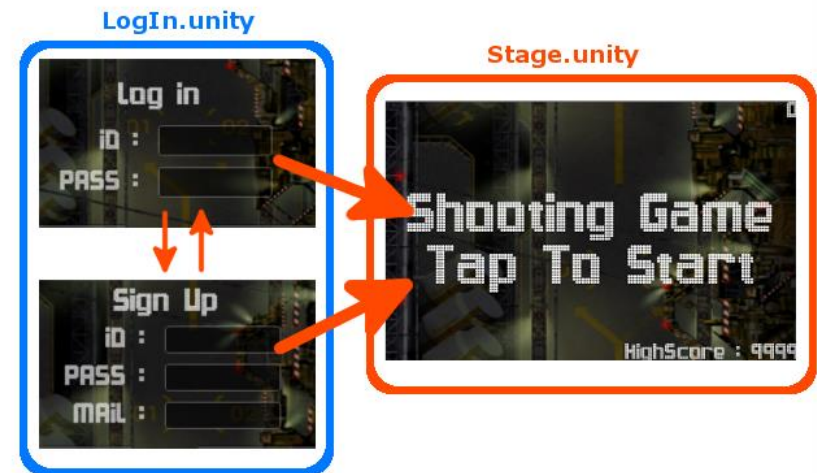 LogIn.unity
Log in
iD :
PASS :
Sign Up
iD :
PASS :
MAiL :
Stage.unity
0
Shooting Game
Tap To Start
HighScore : 9999